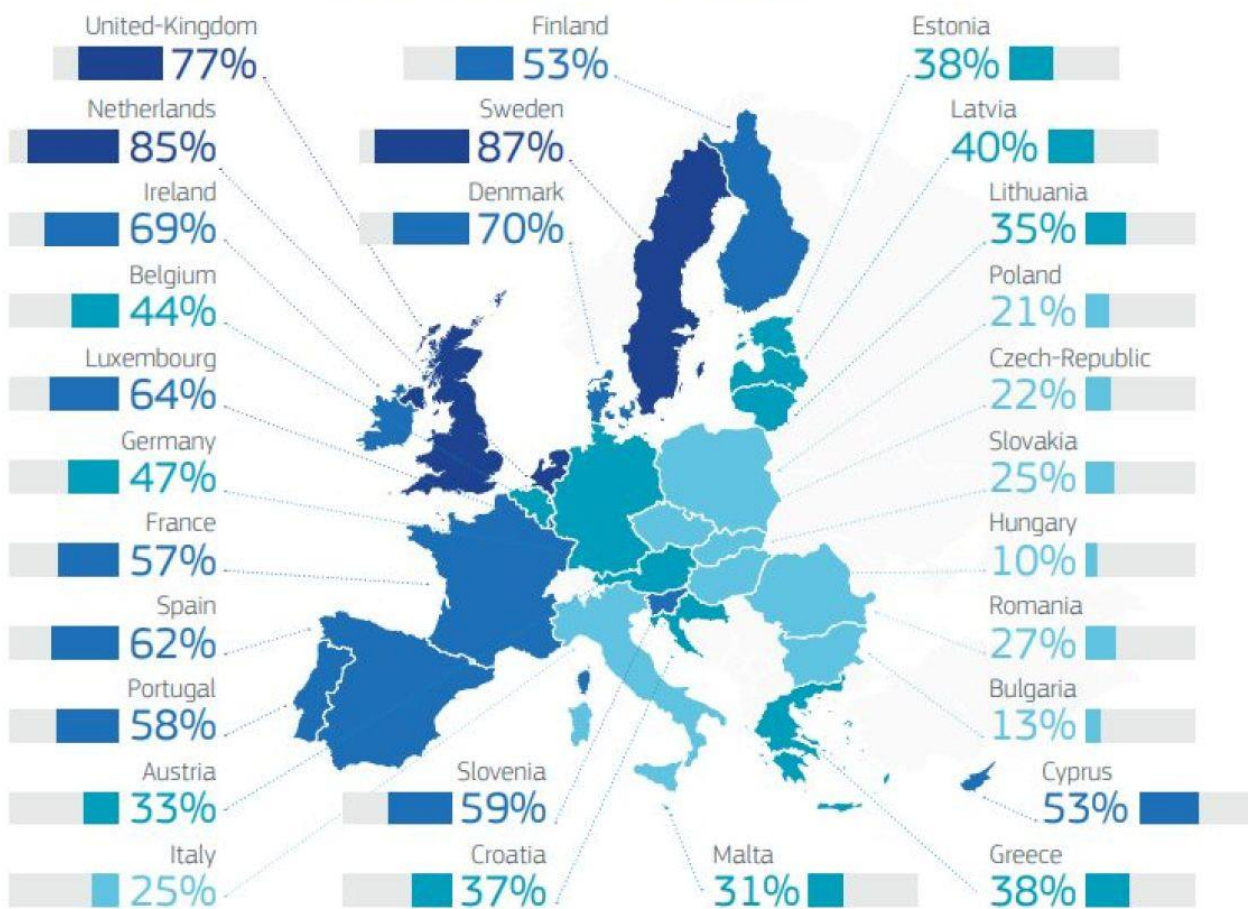 United-Kingdom
77%
Finland
53%
Estonia
38%
Netherlands
85%
Sweden
87%
Latvia
40%
Ireland
69%
Denmark
70%
Lithuania
35%
Belgium
44%
Poland
21%
Luxembourg
64%
Czech-Republic
22%
Germany
47%
Slovakia
25%
France
57%
Hungary
10%
Spain
62%
Romania
27%
Portugal
58%
Bulgaria
13%
Austria
33%
Slovenia
59%
Cyprus
53%
Italy
25%
Croatia
37%
Malta
31%
Greece
38%